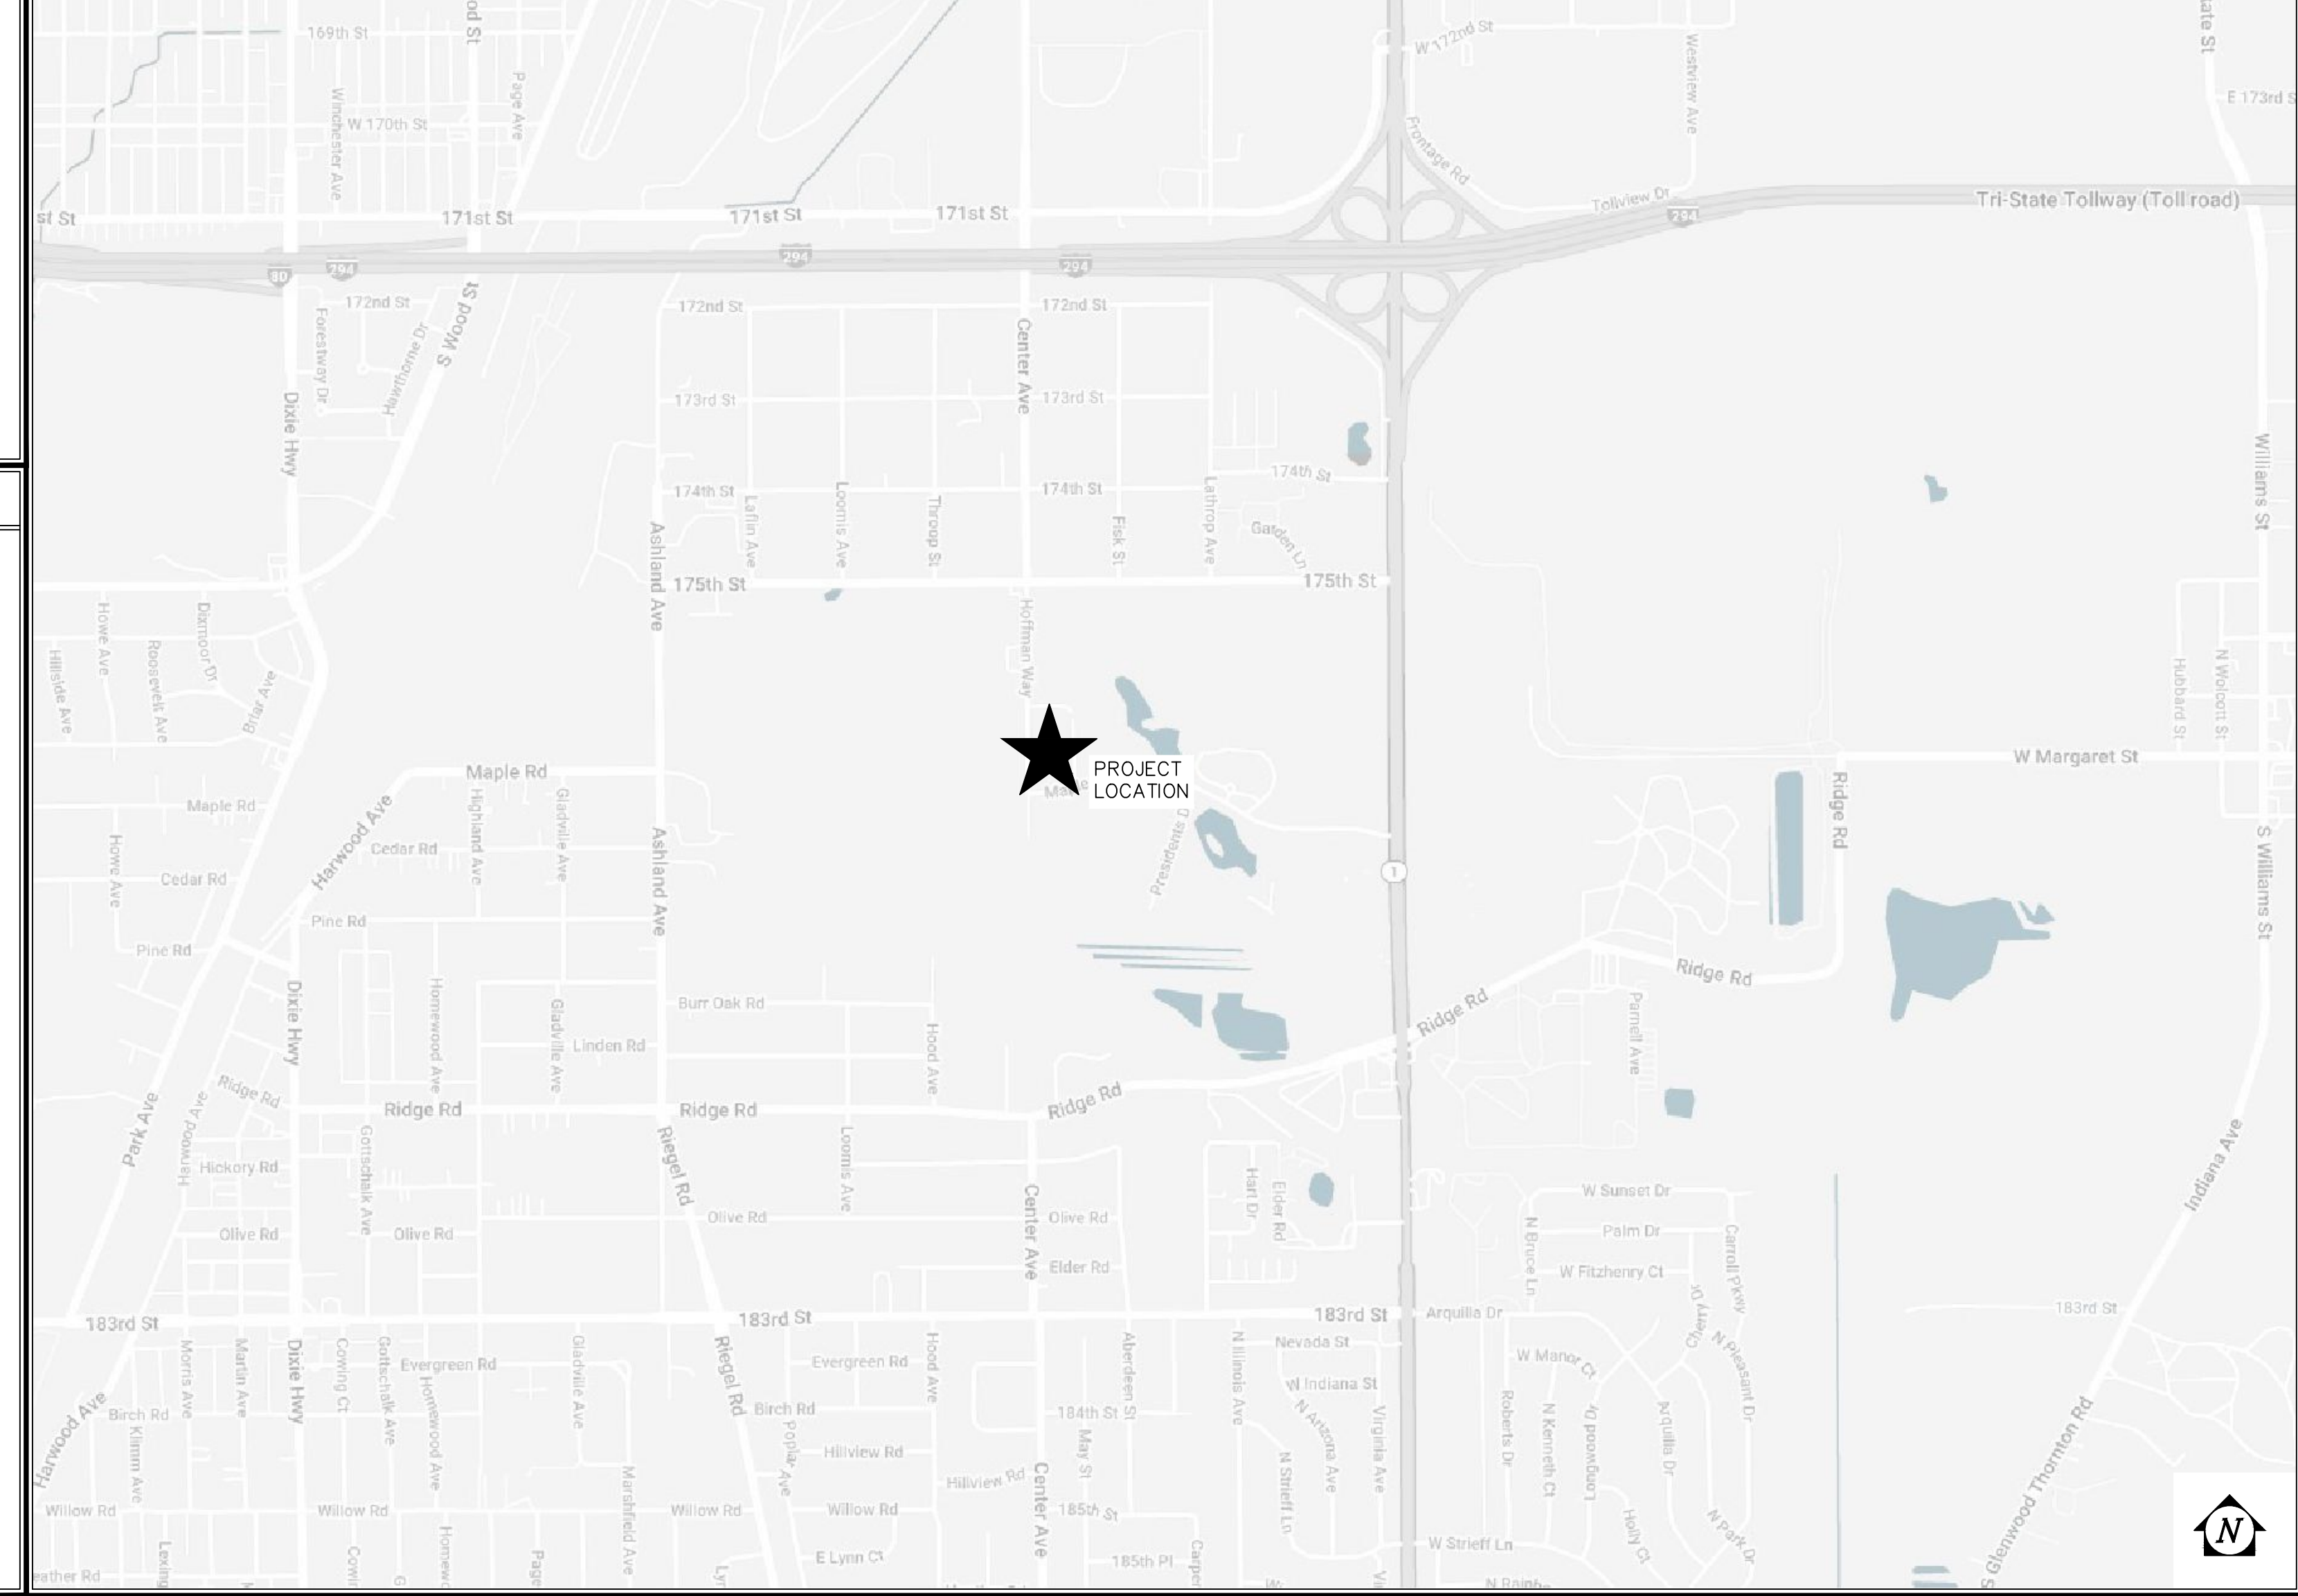 169th St
W 172nd St
Westview Ave
E 173rd S
Page Ave
Winchester Ave
W 170th St
Frontage Rd
Tollview Dr
294
Tri-State Tollway (Toll road)
st St
171st St
171st St
171st St
80
294
294
294
172nd St
172nd St
172nd St
Forestway Dr
Hawthorne Dr
S Wood St
Center Ave
Dixie Hwy
173rd St
173rd St
174th St
174th St
174th St
Laflin Ave
Loomis Ave
Throop St
Fisk St
Lathrop Ave
Garden Ln
Williams St
Ashland Ave
175th St
175th St
Howe Ave
Hillside Ave
Roosevelt Ave
Dixmoor Dr
Briar Ave
Hoffman Way
Hubbard St
N Wolcott St
W Margaret St
PROJECT
LOCATION
Presidents D
Maple Rd
Maple Rd
Harwood Ave
Highland Ave
Gladville Ave
Cedar Rd
Cedar Rd
Howe Ave
Ashland Ave
Ridge Rd
S Williams St
1
Pine Rd
Pine Rd
Dixie Hwy
Homewood Ave
Gladville Ave
Burr Oak Rd
Linden Rd
Hood Ave
Ridge Rd
Ridge Rd
Parnell Ave
Park Ave
Harwood Ave
Ridge Rd
Ridge Rd
Ridge Rd
Ridge Rd
Gottschalk Ave
Riegel Rd
Loomis Ave
Hickory Rd
Olive Rd
Olive Rd
Olive Rd
Olive Rd
Center Ave
Elder Rd
Hart Dr
Elder Rd
W Sunset Dr
Palm Dr
W Fitzhenry Ct
N Bruce Ln
Carroll Pkwy
Cherry Dr
Indiana Ave
183rd St
183rd St
183rd St
Arquilla Dr
183rd St
Morris Ave
Martin Ave
Dixie Hwy
Cowing Ct
Gottschalk Ave
Evergreen Rd
Homewood Ave
Gladville Ave
Riegel Rd
Evergreen Rd
Hood Ave
Aberdeen St
N Illinois Ave
Nevada St
W Manor Ct
N Pleasant Dr
W Indiana St
N Arizona Ave
Virginia Ave
Harwood Ave
Birch Rd
Klimm Ave
Birch Rd
Poplar Ave
184th St
May St
Roberts Dr
N Kenneth Ct
Longwood Dr
Arquilla Dr
Hillview Rd
Hillview Rd
Center Ave
N Strieff Ln
Marshfield Ave
Willow Rd
Willow Rd
Willow Rd
Willow Rd
185th St
Holly Ct
N Park Dr
S Glenwood Thornton Rd
W Strieff Ln
E Lynn Ct
185th Pl
Page
eather Rd
N